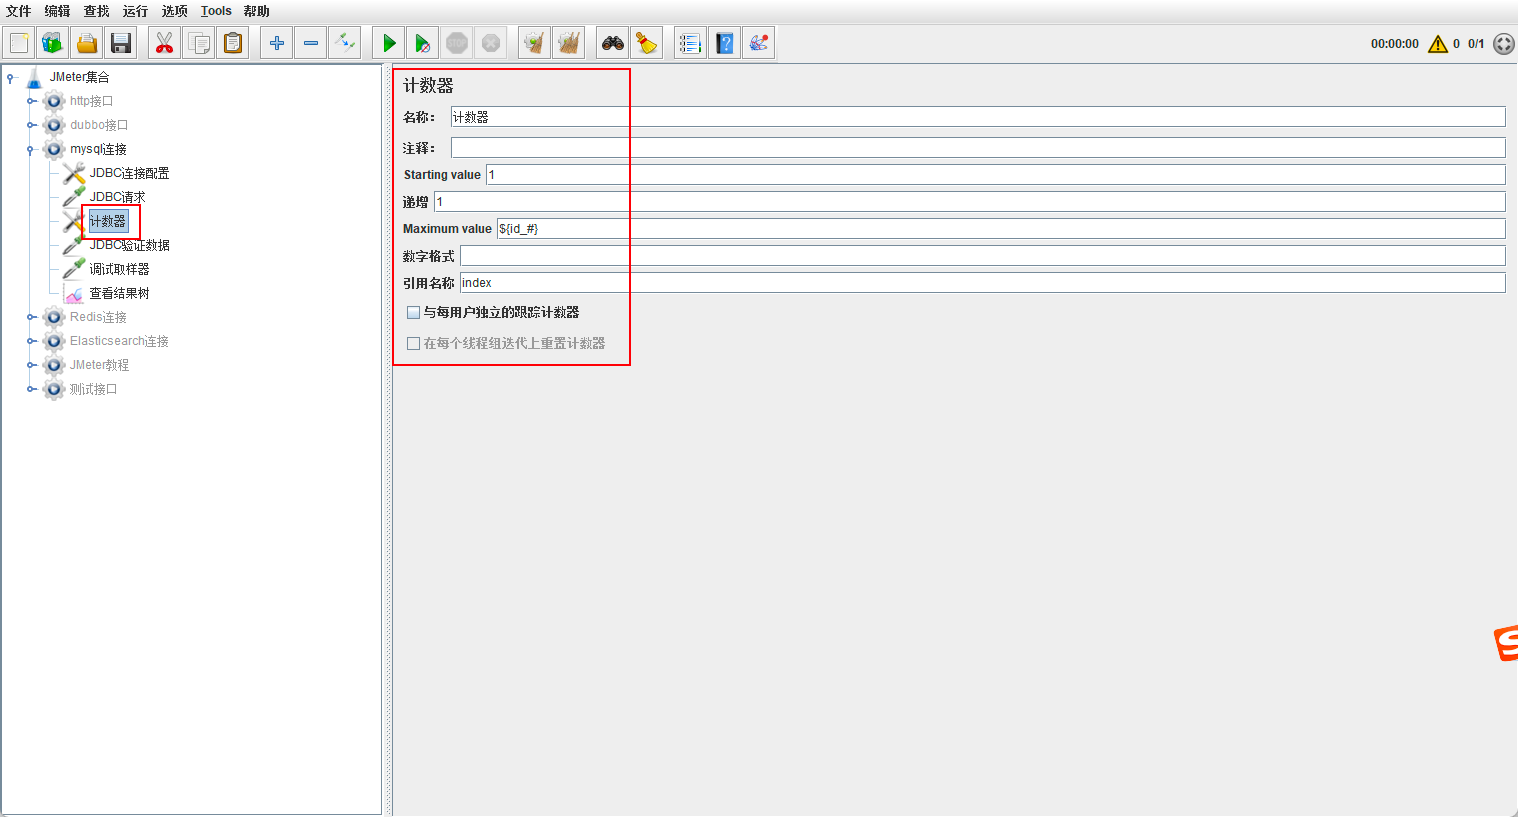 文件 编辑 查找 运行 选项 Tools 帮助
STOP
00:00:00 0 0/1
JMeter集合
http接口
dubbo接口
mysql连接
JDBC连接配置
JDBC请求
计数器
JDBC验证数据
调试取样器
查看结果树
Redis连接
Elasticsearch连接
JMeter教程
测试接口
计数器
名称： 计数器
注释：
Starting value 1
递增 1
Maximum value ${id_#}
数字格式
引用名称 index
与每用户独立的跟踪计数器
在每个线程组迭代上重置计数器